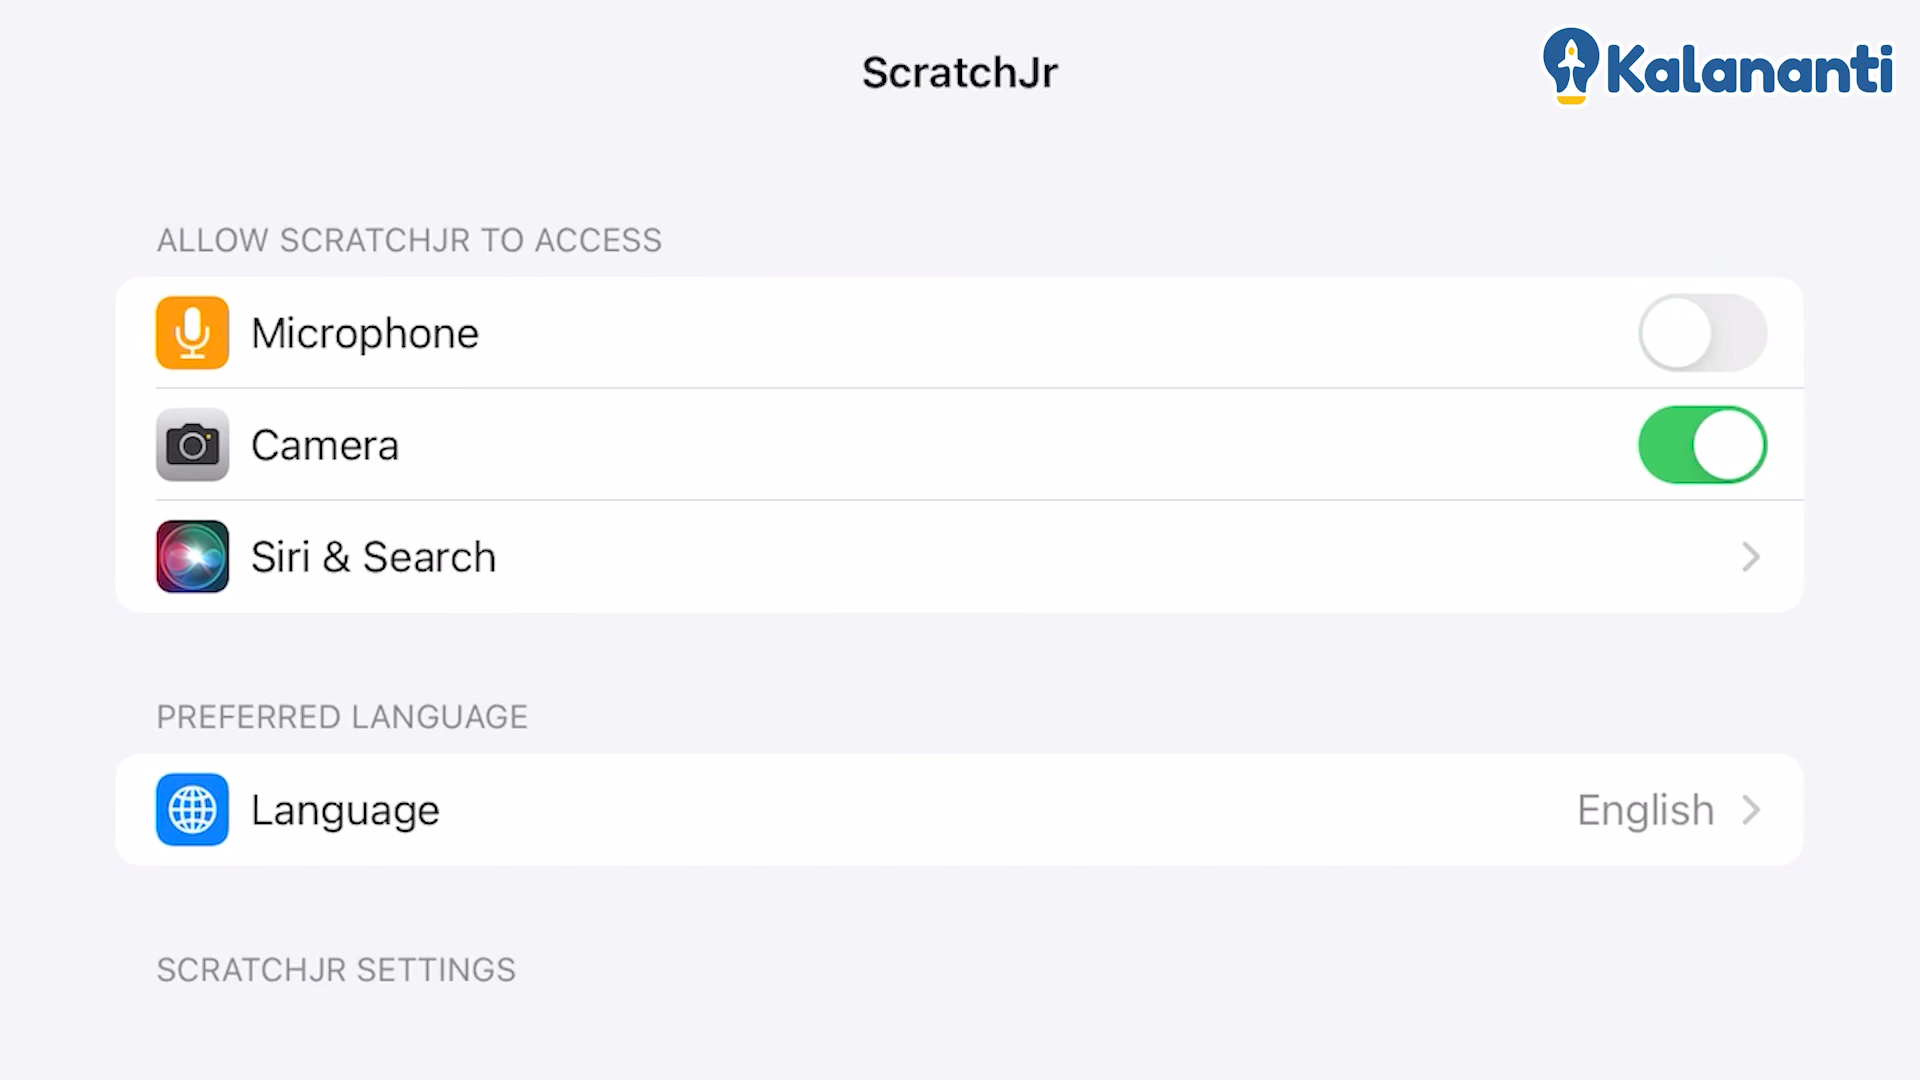 ScratchJr
Kalananti
ALLOW SCRATCHJR TO ACCESS
Microphone
Camera
Siri & Search
PREFERRED LANGUAGE
Language English
SCRATCHJR SETTINGS